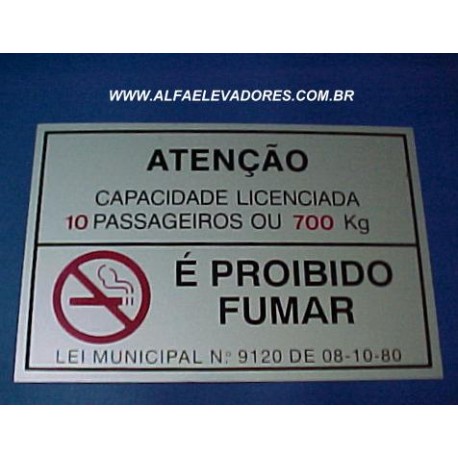 WWW.ALFAELEVADORES.COM.BR
ATENÇÃO
CAPACIDADE LICENCIADA
10 PASSAGEIROS OU 700 Kg
É PROIBIDO
FUMAR
LEI MUNICIPAL N.º 9120 DE 08-10-80